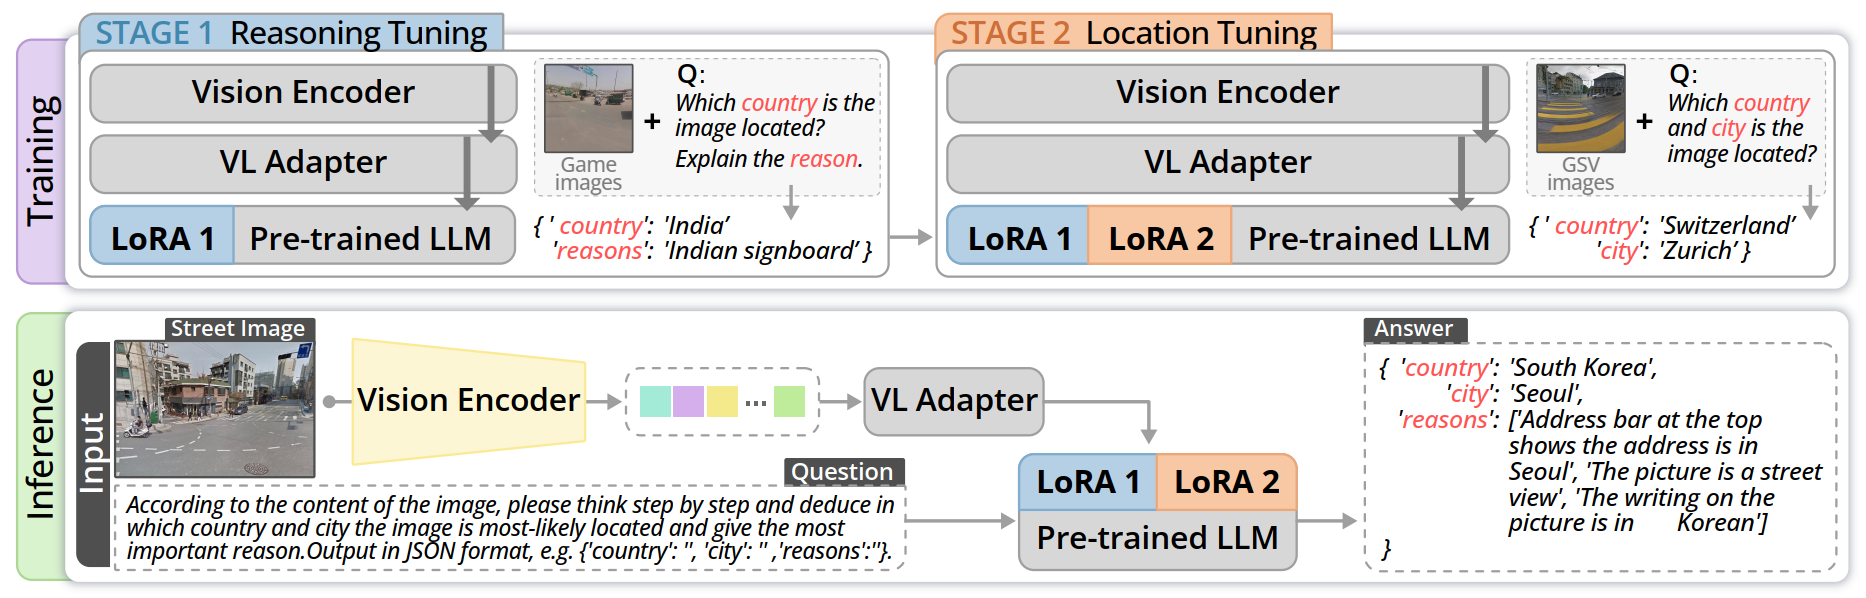 Training
STAGE 1 Reasoning Tuning
Vision Encoder
VL Adapter
LoRA 1 Pre-trained LLM
Game
images
+
Q:
Which country is the
image located?
Explain the reason.
{ ' country': 'India'
'reasons': 'Indian signboard' }
STAGE 2 Location Tuning
Vision Encoder
VL Adapter
LoRA 1 LoRA 2 Pre-trained LLM
GSV
images
+
Q:
Which country
and city is the
image located?
{ ' country': 'Switzerland'
'city': 'Zurich' }
Inference
Input
Street Image
Vision Encoder
...
VL Adapter
Question
According to the content of the image, please think step by step and deduce in
which country and city the image is most-likely located and give the most
important reason.Output in JSON format, e.g. {'country': '', 'city': '' ,'reasons':''}.
LoRA 1 LoRA 2
Pre-trained LLM
Answer
{ 'country': 'South Korea',
'city': 'Seoul',
'reasons': ['Address bar at the top
shows the address is in
Seoul', 'The picture is a street
view', 'The writing on the
picture is in Korean']
}